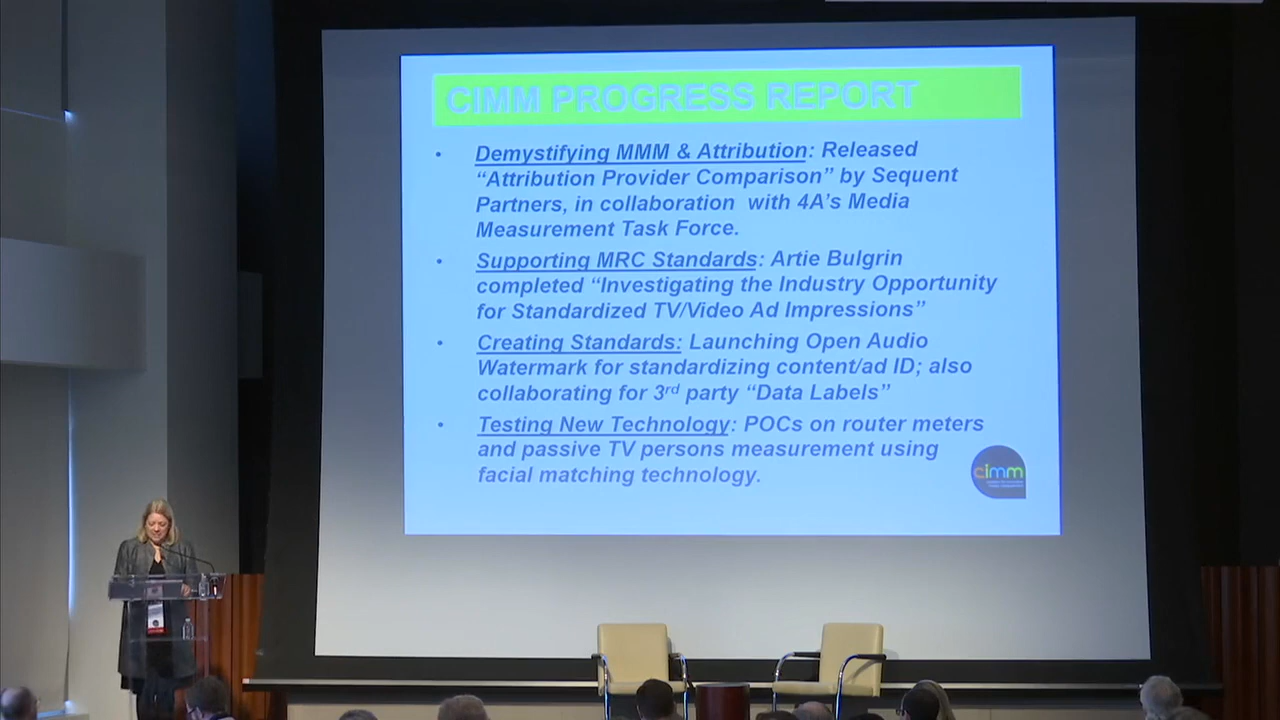 CIMM PROGRESS REPORT
• Demystifying MMM & Attribution: Released
“Attribution Provider Comparison” by Sequent
Partners, in collaboration with 4A’s Media
Measurement Task Force.
• Supporting MRC Standards: Artie Bulgrin
completed “Investigating the Industry Opportunity
for Standardized TV/Video Ad Impressions”
• Creating Standards: Launching Open Audio
Watermark for standardizing content/ad ID; also
collaborating for 3rd party “Data Labels”
• Testing New Technology: POCs on router meters
and passive TV persons measurement using
facial matching technology.
cimm